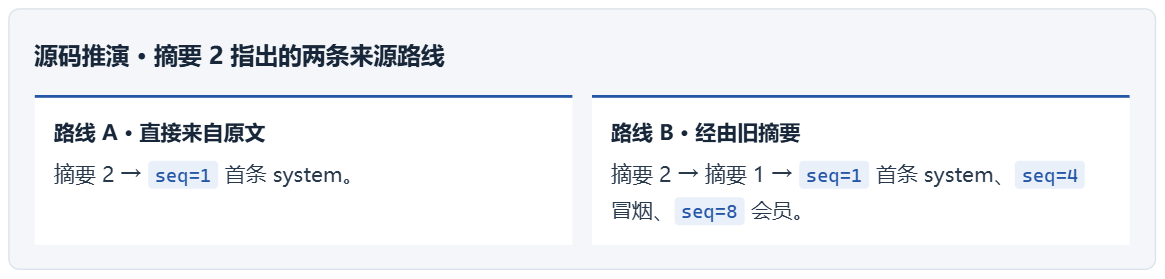 源码推演 · 摘要 2 指出的两条来源路线
路线 A · 直接来自原文
摘要 2 → seq=1 首条 system。
路线 B · 经由旧摘要
摘要 2 → 摘要 1 → seq=1 首条 system、seq=4
冒烟、seq=8 会员。